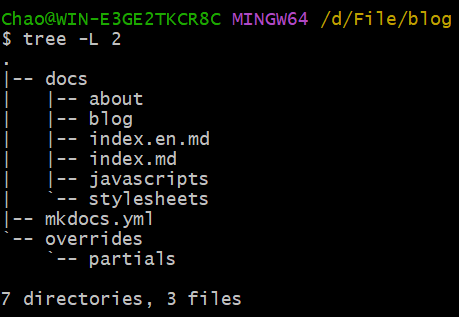 Chao@WIN-E3GE2TKCR8C MINGW64 /d/File/blog
$ tree -L 2
.
|-- docs
|   |-- about
|   |-- blog
|   |-- index.en.md
|   |-- index.md
|   |-- javascripts
|   `-- stylesheets
|-- mkdocs.yml
`-- overrides
    `-- partials

7 directories, 3 files